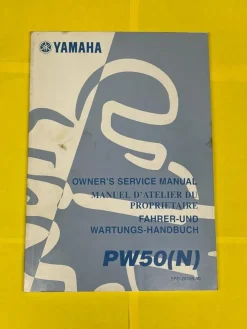 YAMAHA
OWNER'S SERVICE MANUAL
MANUEL D'ATELIER DU
PROPRIETAIRE
FAHRER-UND
WARTUNGS-HANDBUCH
PW50(N)